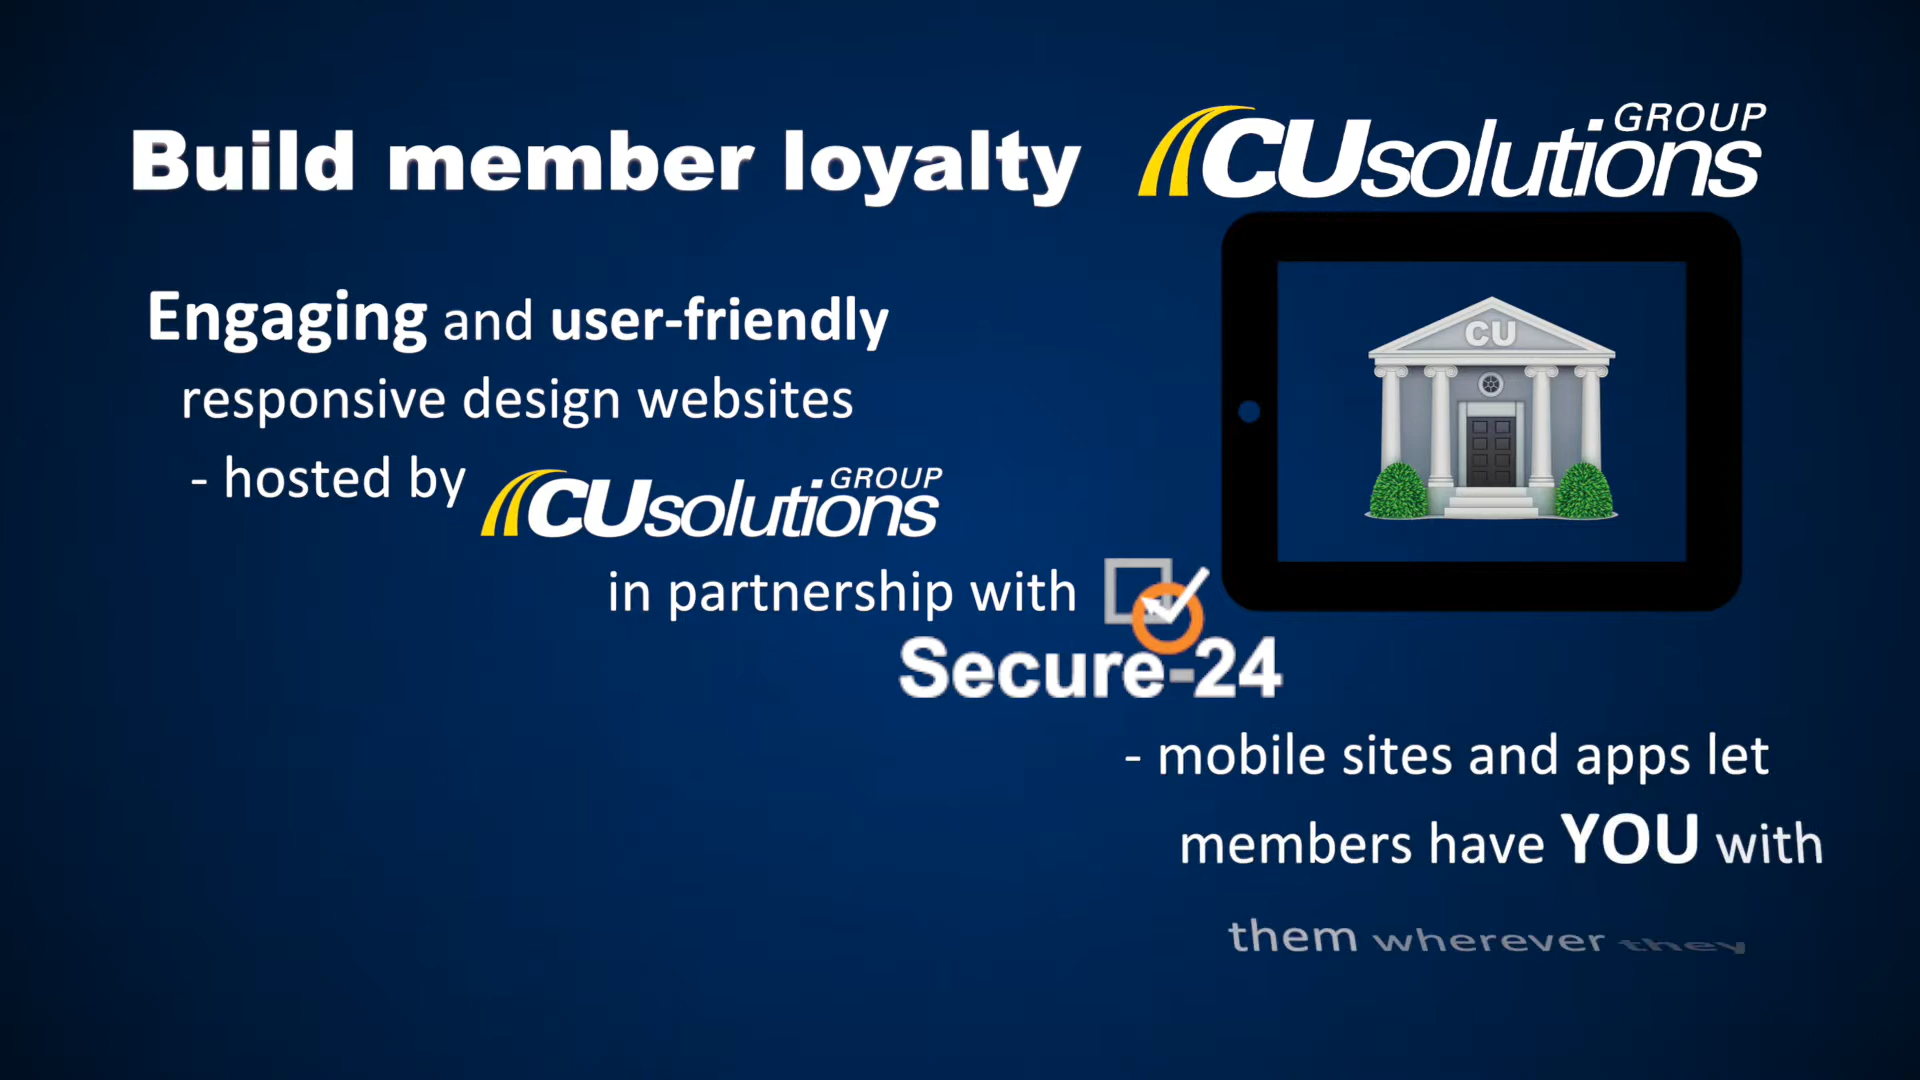 Build member loyalty
CUsolutions GROUP
CU
Engaging and user-friendly
responsive design websites
- hosted by CUsolutions GROUP
in partnership with
Secure-24
- mobile sites and apps let
members have YOU with
them wherever they